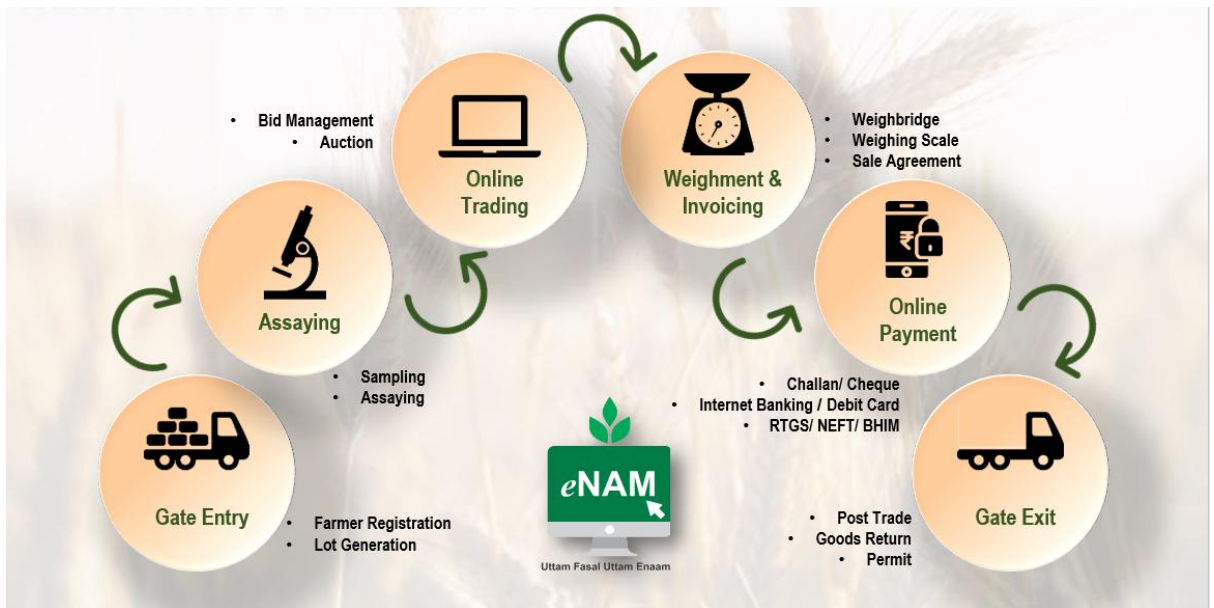 Gate Entry
• Farmer Registration
• Lot Generation
Assaying
• Sampling
• Assaying
Online
Trading
• Bid Management
• Auction
Weighment &
Invoicing
• Weighbridge
• Weighing Scale
• Sale Agreement
₹
Online
Payment
• Challan/ Cheque
• Internet Banking / Debit Card
• RTGS/ NEFT/ BHIM
Gate Exit
• Post Trade
• Goods Return
• Permit
eNAM
Uttam Fasal Uttam Enaam